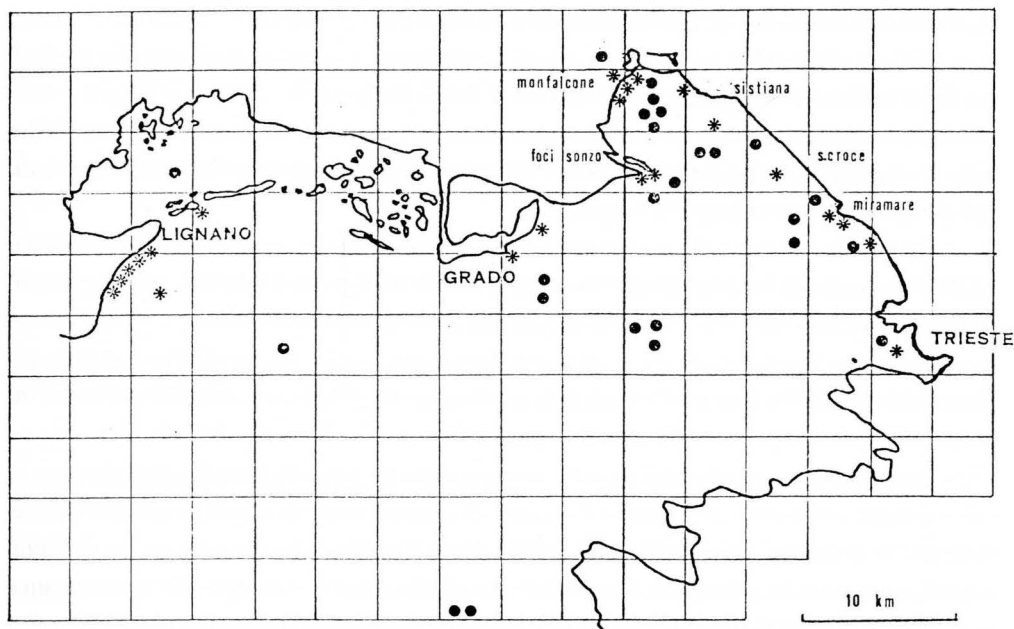 monfalcone
sistiana
foci sonzo
s.croce
miramare
LIGNANO
GRADO
TRIESTE
10 km